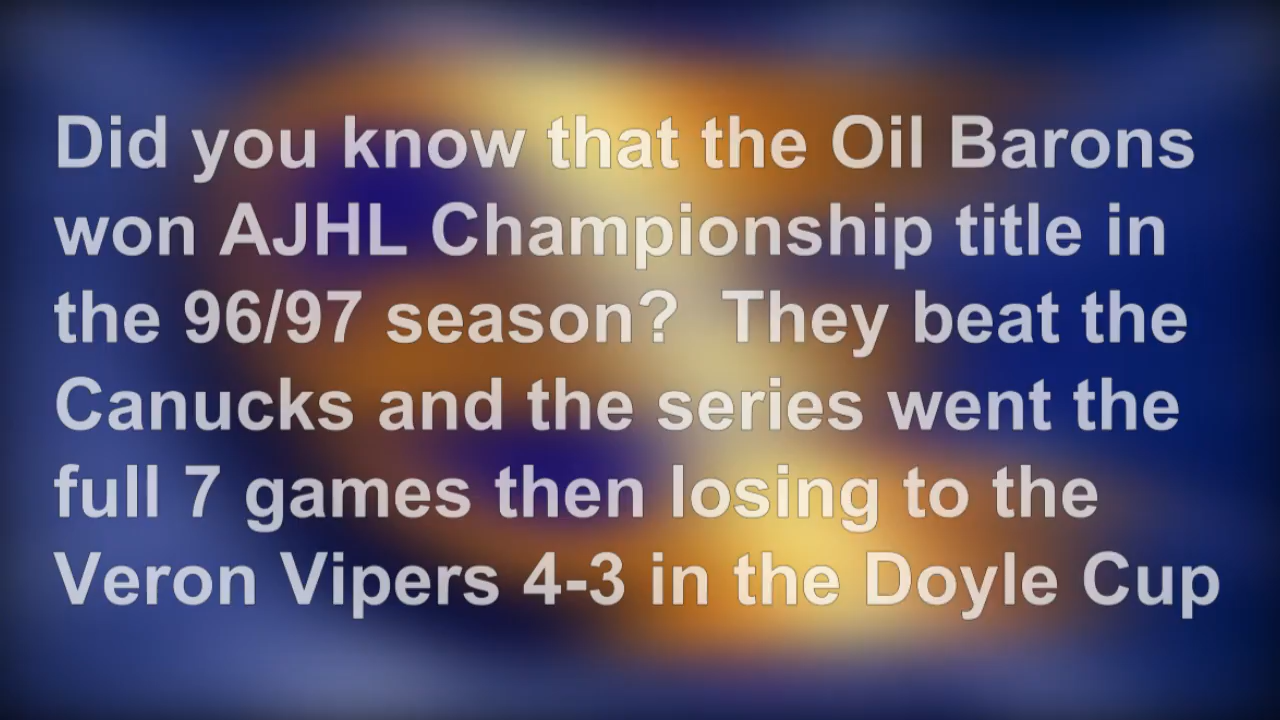 Did you know that the Oil Barons
won AJHL Championship title in
the 96/97 season?  They beat the
Canucks and the series went the
full 7 games then losing to the
Veron Vipers 4-3 in the Doyle Cup